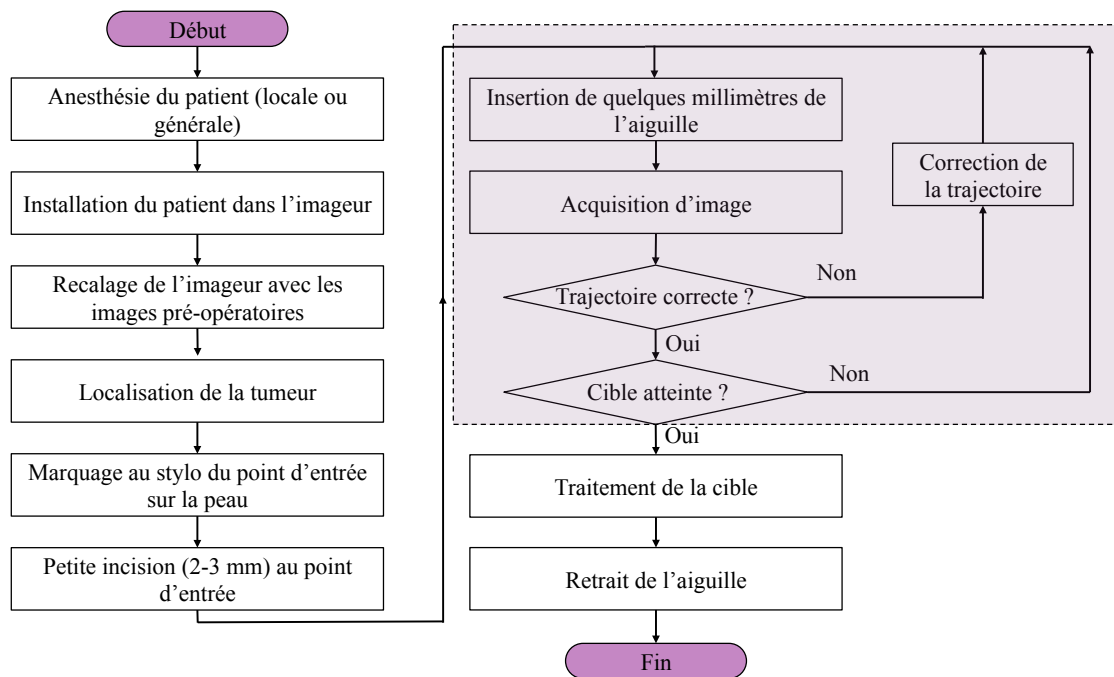 Début
Anesthésie du patient (locale ou
générale)
Installation du patient dans l’imageur
Recalage de l’imageur avec les
images pré-opératoires
Localisation de la tumeur
Marquage au stylo du point d’entrée
sur la peau
Petite incision (2-3 mm) au point
d’entrée
Insertion de quelques millimètres de
l’aiguille
Acquisition d’image
Trajectoire correcte ?
Non
Correction de
la trajectoire
Oui
Cible atteinte ?
Non
Oui
Traitement de la cible
Retrait de l’aiguille
Fin